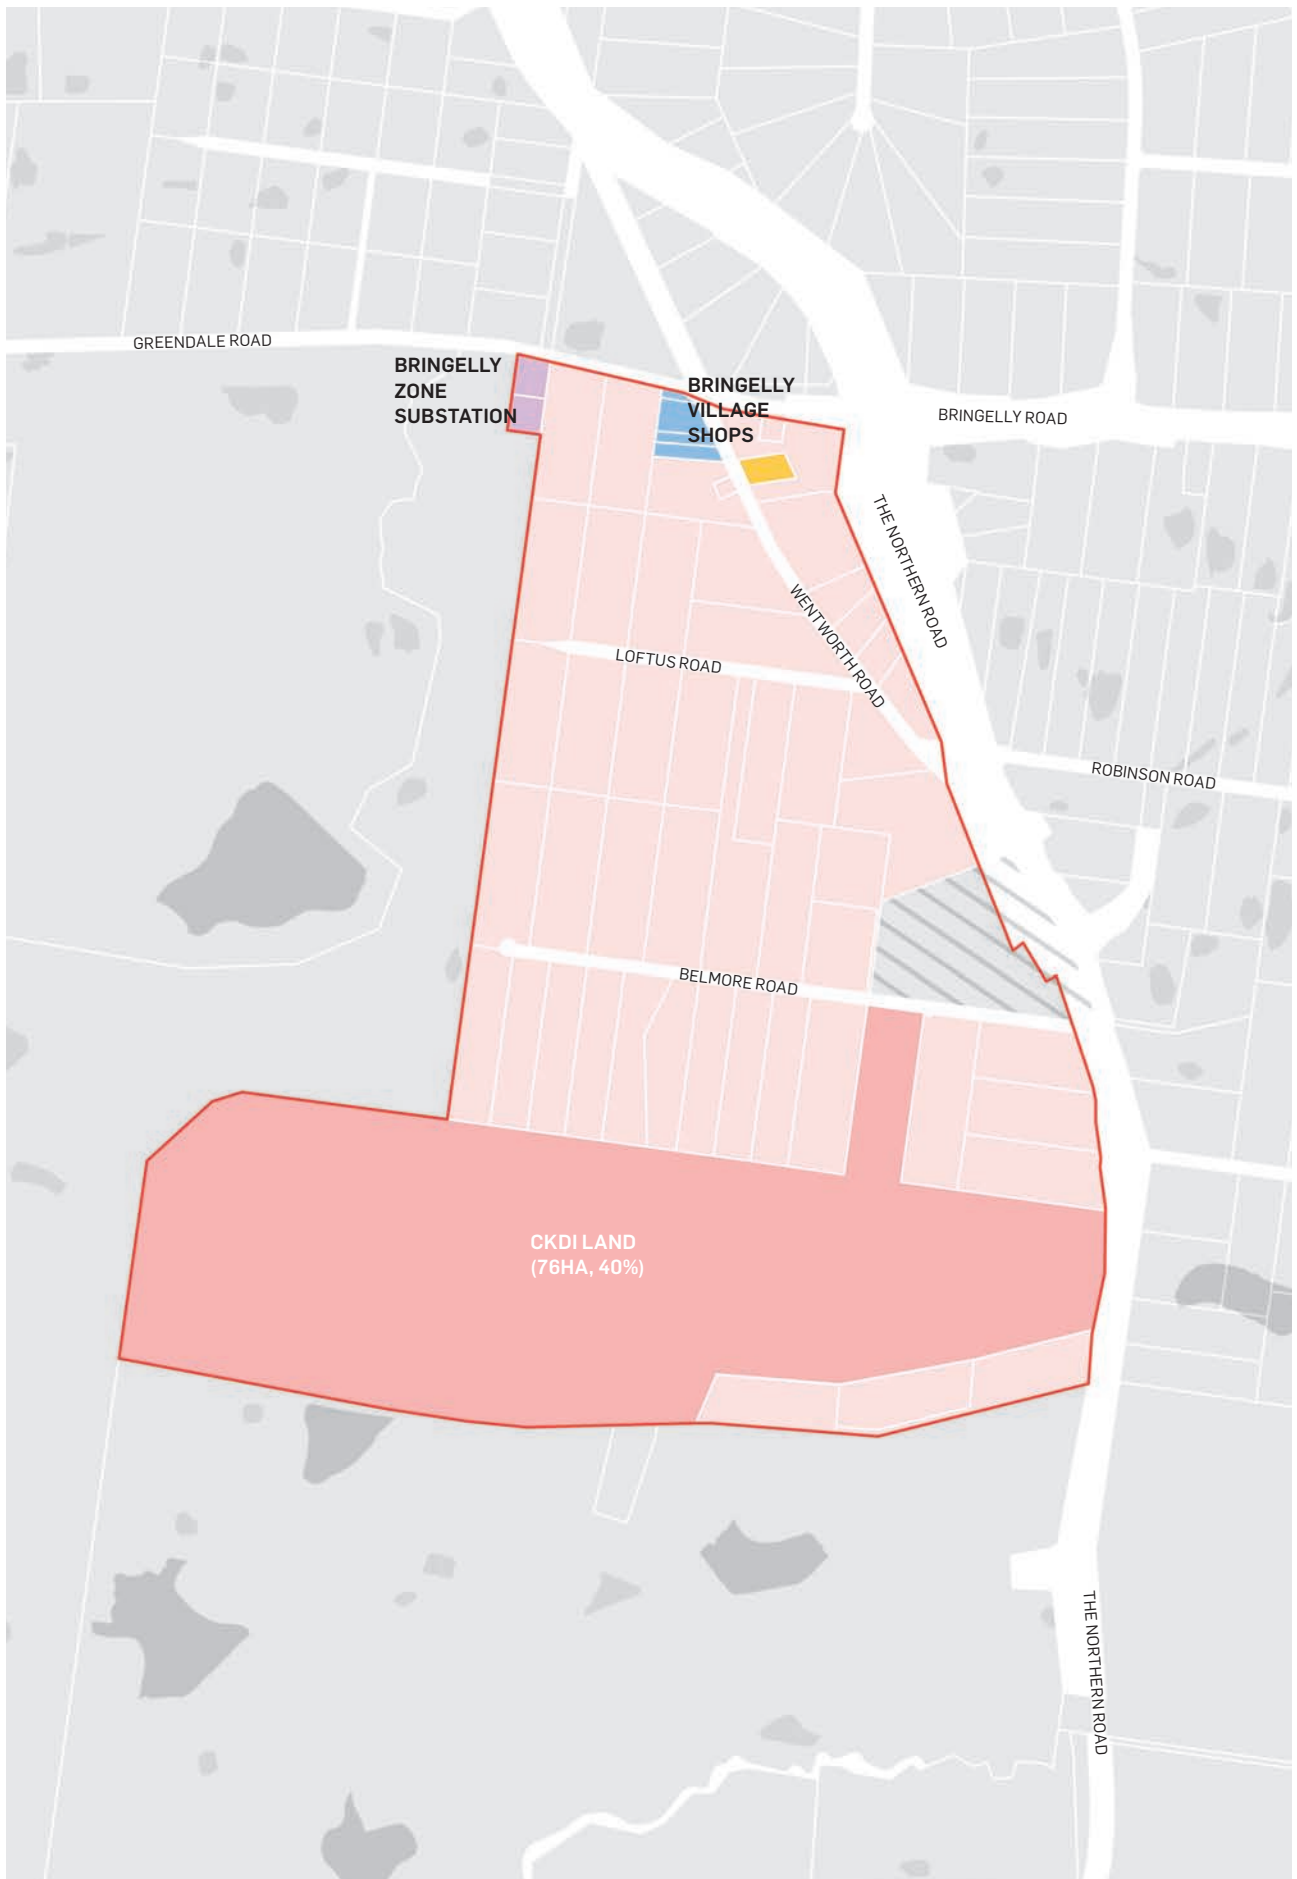 GREENDALE ROAD
BRINGELLY
ZONE
SUBSTATION
BRINGELLY
VILLAGE
SHOPS
BRINGELLY ROAD
THE NORTHERN ROAD
WENTWORTH ROAD
LOFTUS ROAD
ROBINSON ROAD
BELMORE ROAD
CKDI LAND
(76HA, 40%)
THE NORTHERN ROAD